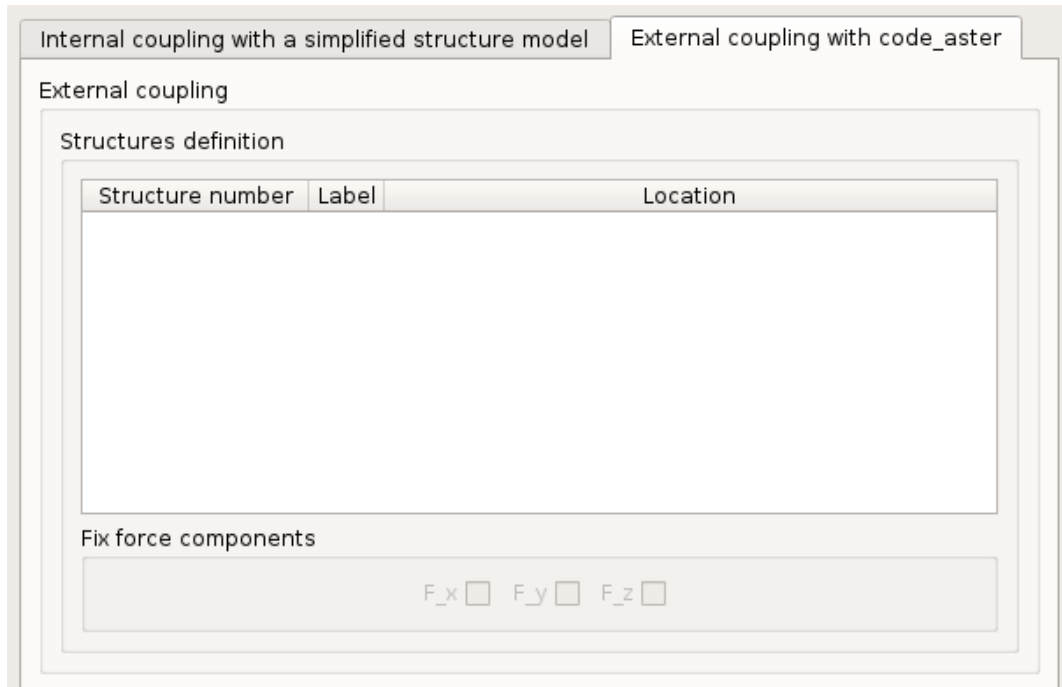 Internal coupling with a simplified structure model External coupling with code_aster
External coupling
Structures definition
Structure number Label Location
Fix force components
F_x F_y F_z